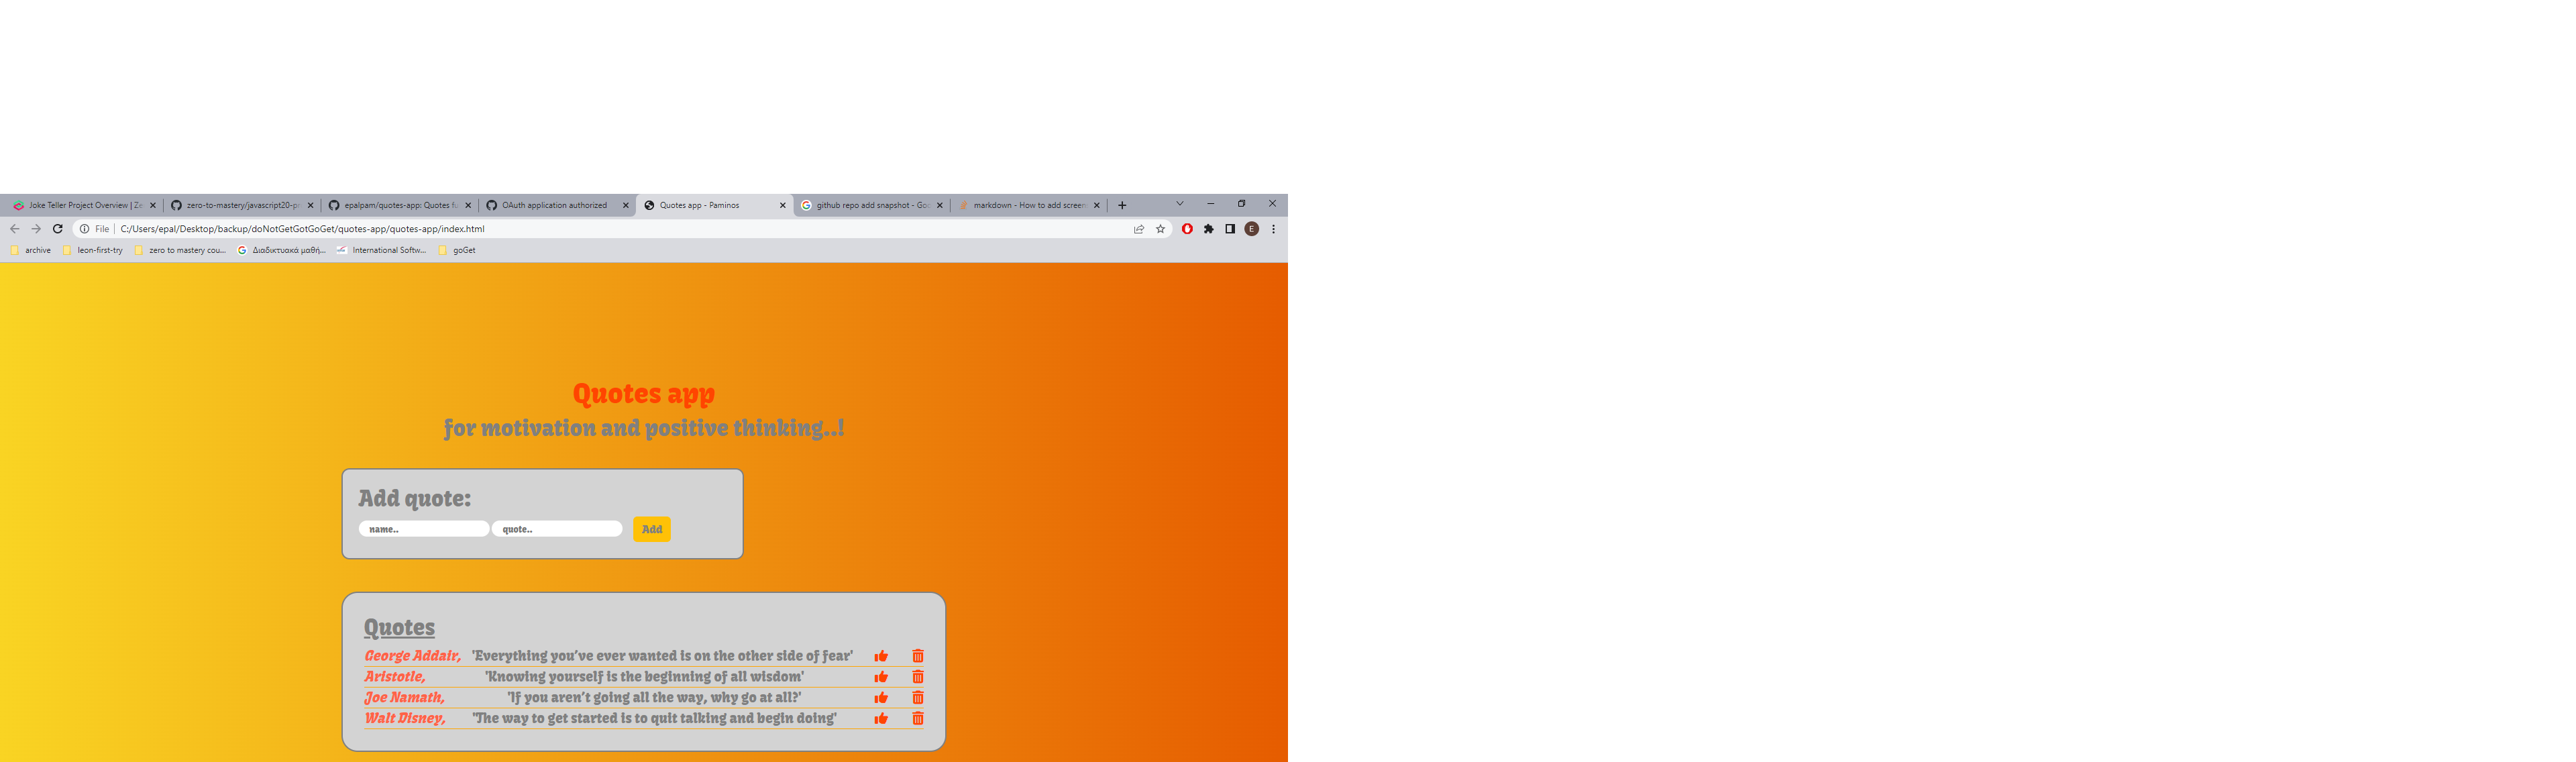 Joke Teller Project Overview | Ze
zero-to-mastery/javascript20-pr
epalpam/quotes-app: Quotes fu
OAuth application authorized
Quotes app - Paminos
github repo add snapshot - Goo
markdown - How to add screen
File | C:/Users/epal/Desktop/backup/doNotGetGotGoGet/quotes-app/quotes-app/index.html
E
archive
leon-first-try
zero to mastery cou...
Διαδικτυακά μαθή...
International Softw...
goGet
Quotes app
for motivation and positive thinking..!
Add quote:
name.. quote.. Add
Quotes
George Addair, 'Everything you've ever wanted is on the other side of fear'
Aristotle, 'Knowing yourself is the beginning of all wisdom'
Joe Namath, 'If you aren't going all the way, why go at all?'
Walt Disney, 'The way to get started is to quit talking and begin doing'